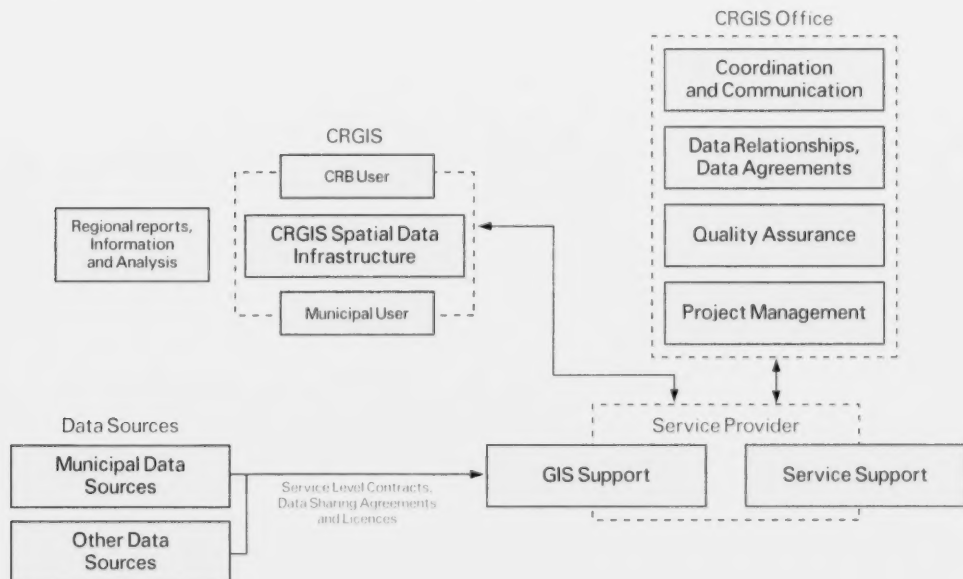 CRGIS Office
Coordination
and Communication
Data Relationships,
Data Agreements
Quality Assurance
Project Management
CRGIS
CRB User
CRGIS Spatial Data
Infrastructure
Municipal User
Regional reports,
Information
and Analysis
Data Sources
Municipal Data
Sources
Other Data
Sources
Service Level Contracts,
Data Sharing Agreements
and Licences
Service Provider
GIS Support
Service Support